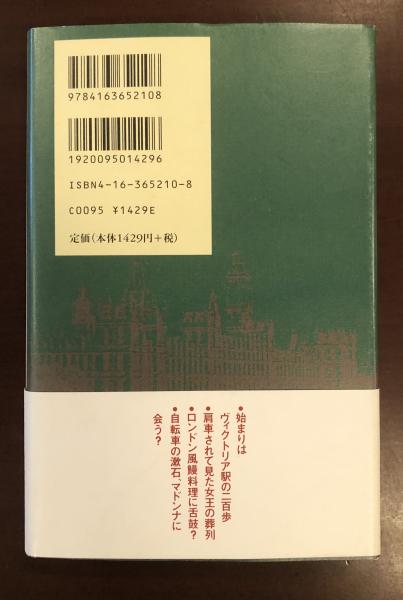 9784163652108
1920095014296
ISBN4-16-365210-8
C0095 ¥1429E
定価(本体1429円+税)
●始まりは
ヴィクトリア駅の二百歩
●肩車されて見た女王の葬列
●ロンドン風鰻料理に舌鼓?
●自転車の漱石、マドンナに
会う?